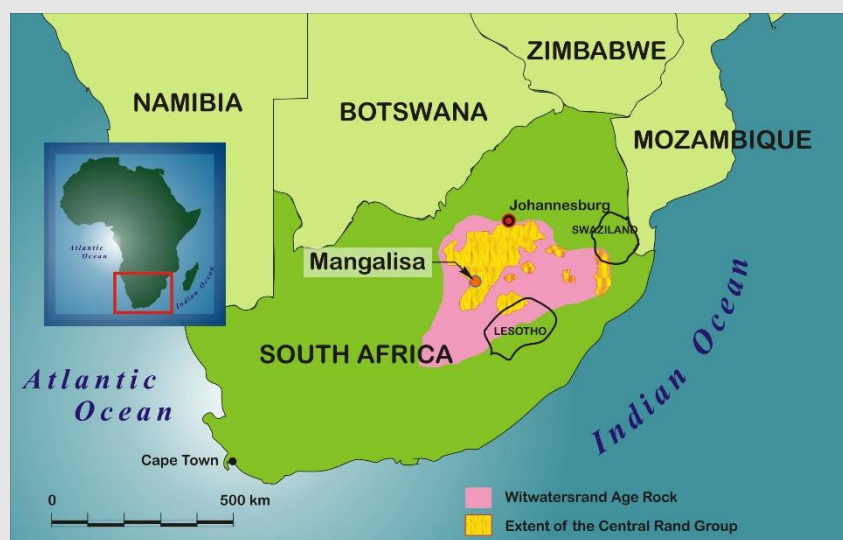 ZIMBABWE
NAMIBIA
BOTSWANA
MOZAMBIQUE
Johannesburg
SWAZILAND
Atlantic
Ocean
Indian Ocean
Mangalisa
LESOTHO
SOUTH AFRICA
Atlantic
Ocean
Indian Ocean
Cape Town
0 500 km
Witwatersrand Age Rock
Extent of the Central Rand Group